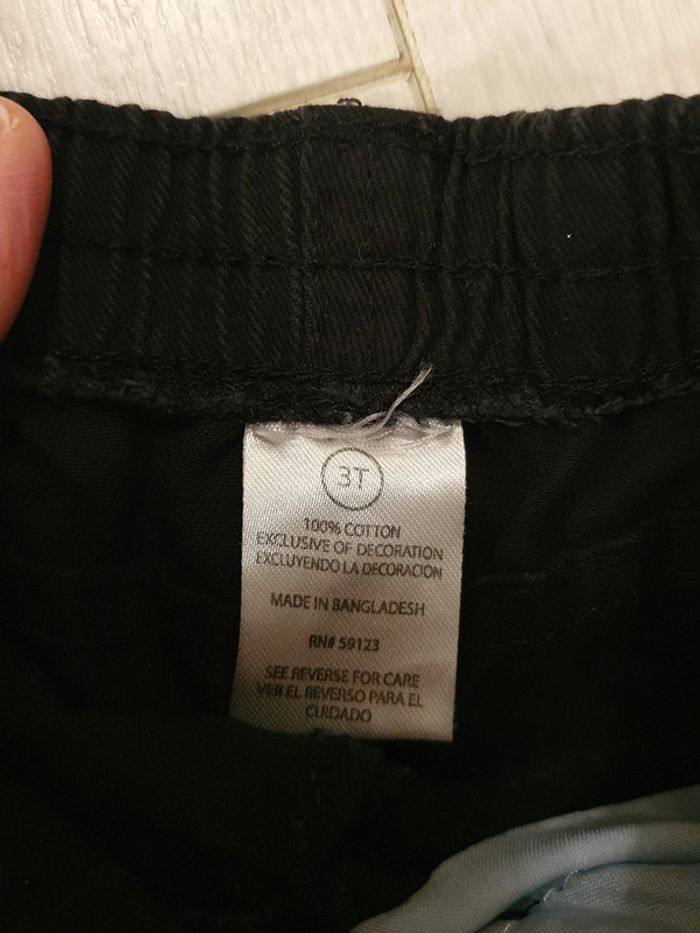 3T
100% COTTON
EXCLUSIVE OF DECORATION
EXCLUYENDO LA DECORACION
MADE IN BANGLADESH
RN# 59123
SEE REVERSE FOR CARE
VER EL REVERSO PARA EL
CUIDADO